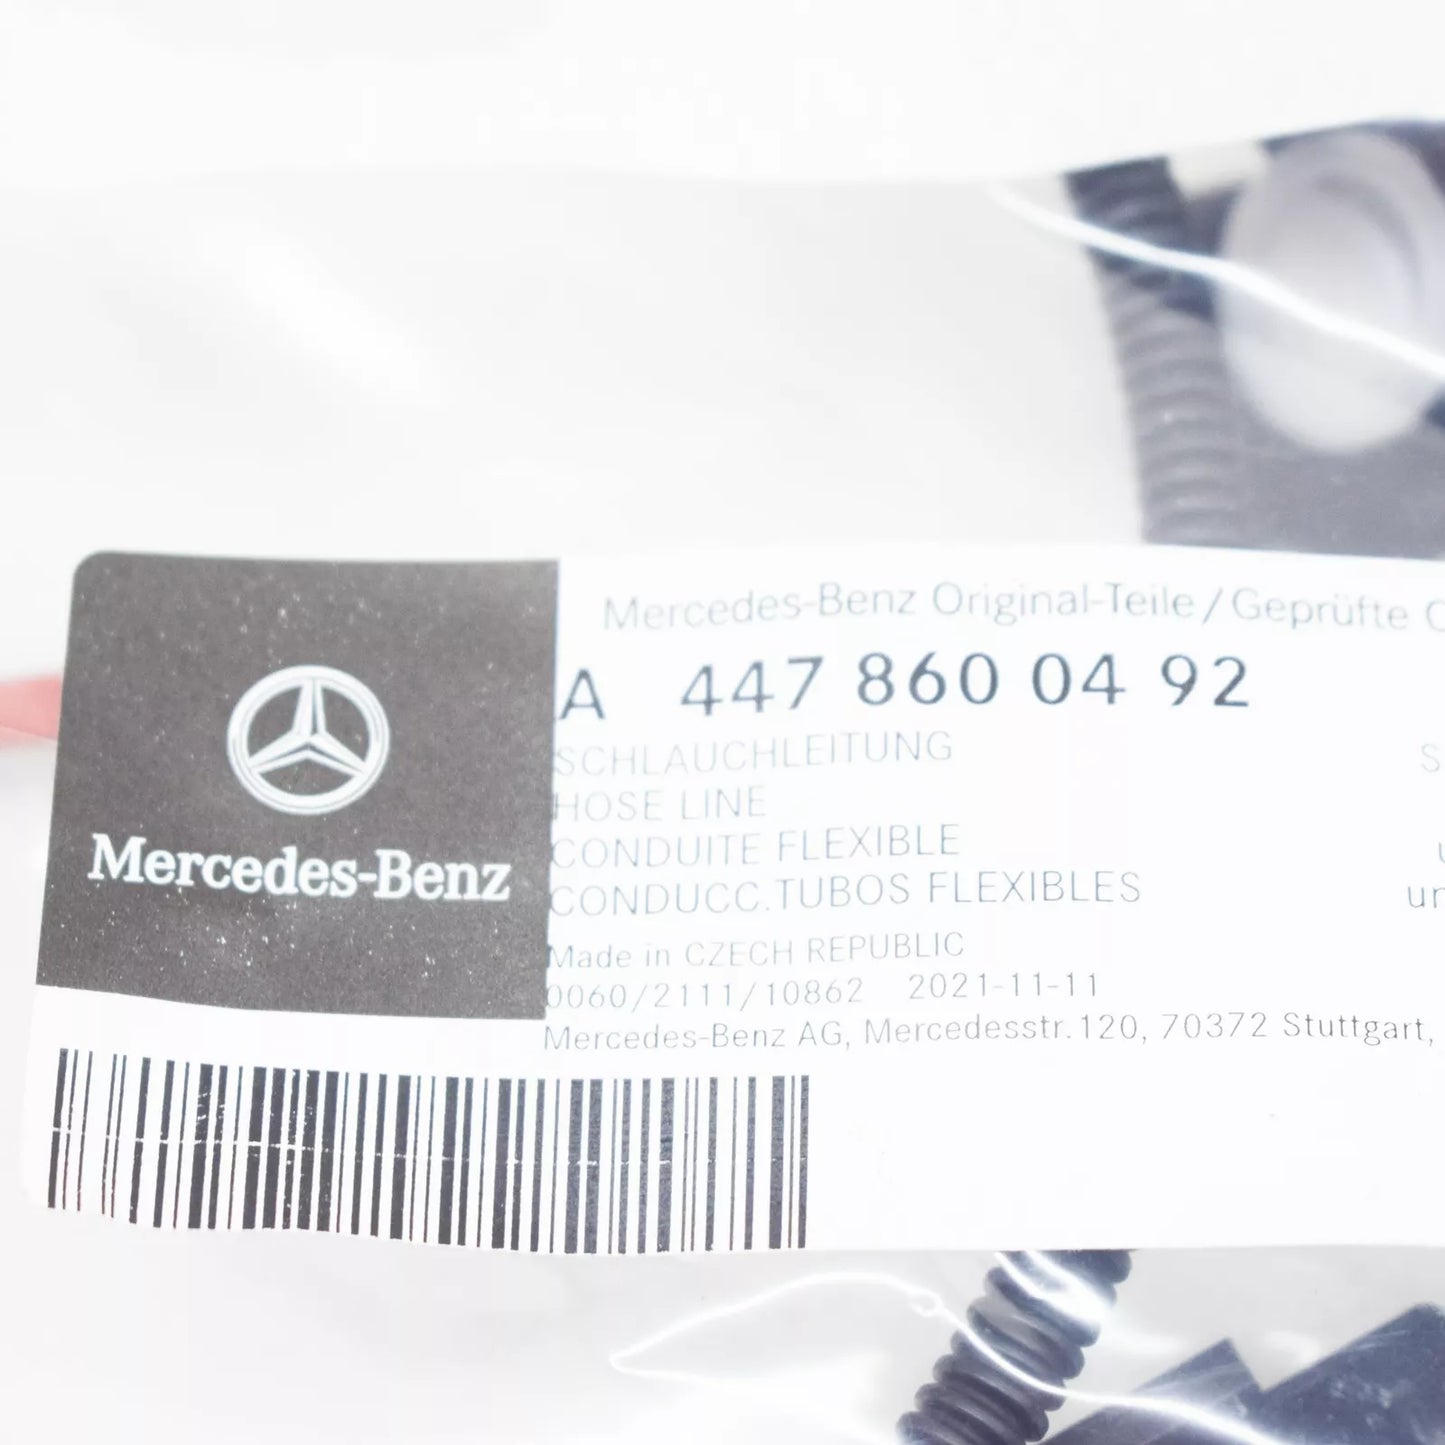 Mercedes-Benz
Mercedes-Benz Original-Teile/Geprüfte
A 447 860 04 92
SCHLAUCHLEITUNG
HOSE LINE
CONDUITE FLEXIBLE
CONDUCC.TUBOS FLEXIBLES
Made in CZECH REPUBLIC
0060/2111/10862 2021-11-11
Mercedes-Benz AG, Mercedesstr.120, 70372 Stuttgart,